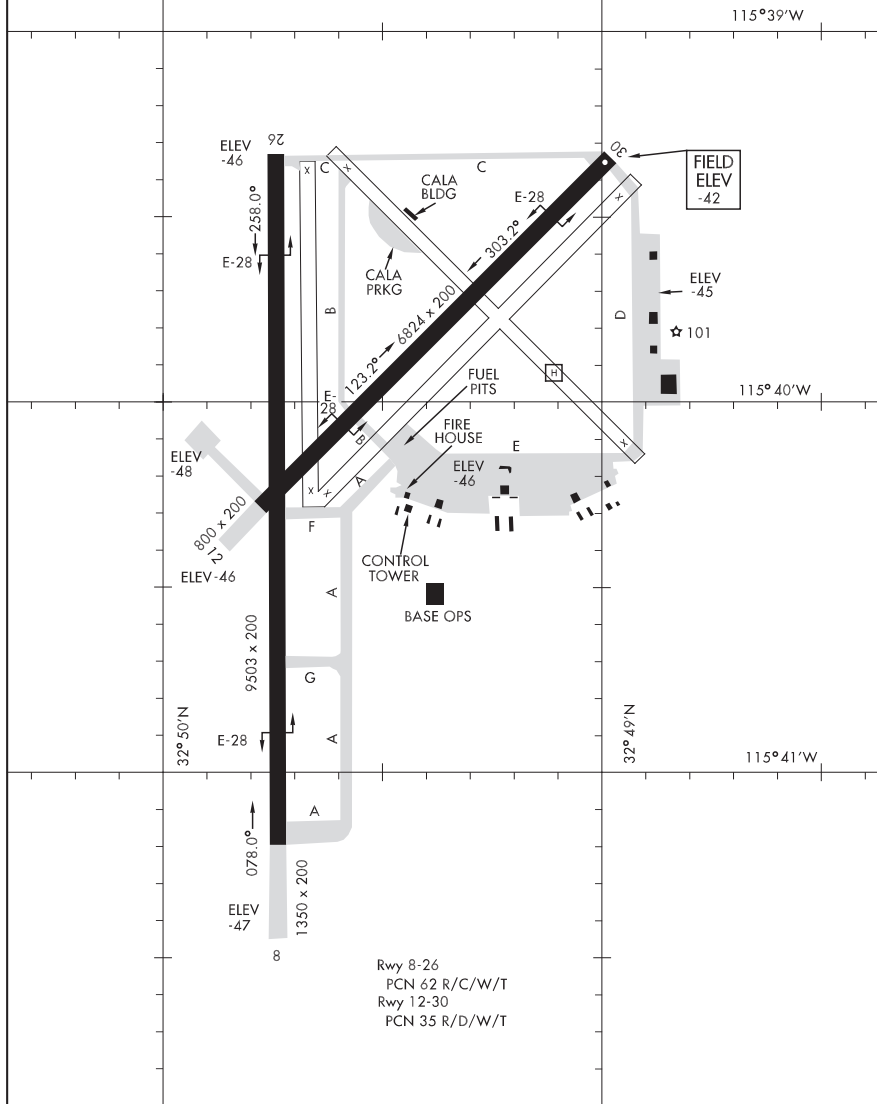 115°39'W
26
ELEV
-46
30
FIELD
ELEV
-42
x
C
x
C
CALA
BLDG
E-28
x
258.0°
303.2°
E-28
CALA
PRKG
ELEV
-45
B
6824 x 200
D
101
123.2°
H
FUEL
PITS
115°40'W
E-
28
FIRE
HOUSE
B
E
x
ELEV
-48
ELEV
-46
A
x
x
800 x 200
12
F
CONTROL
TOWER
ELEV-46
A
BASE OPS
9503 x 200
G
32°50'N
32°49'N
E-28
A
115°41'W
A
078.0°
1350 x 200
ELEV
-47
8
Rwy 8-26
PCN 62 R/C/W/T
Rwy 12-30
PCN 35 R/D/W/T